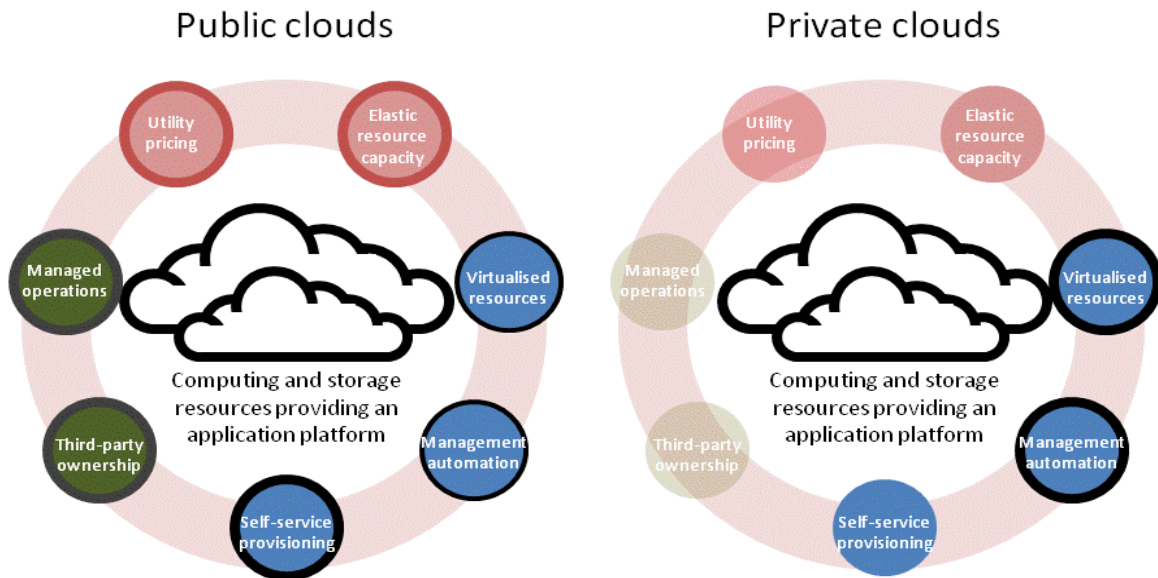 Public clouds
Utility
pricing
Elastic
resource
capacity
Managed
operations
Virtualised
resources
Computing and storage
resources providing an
application platform
Third-party
ownership
Management
automation
Self-service
provisioning
Private clouds
Utility
pricing
Elastic
resource
capacity
Managed
operations
Virtualised
resources
Computing and storage
resources providing an
application platform
Third-party
ownership
Management
automation
Self-service
provisioning